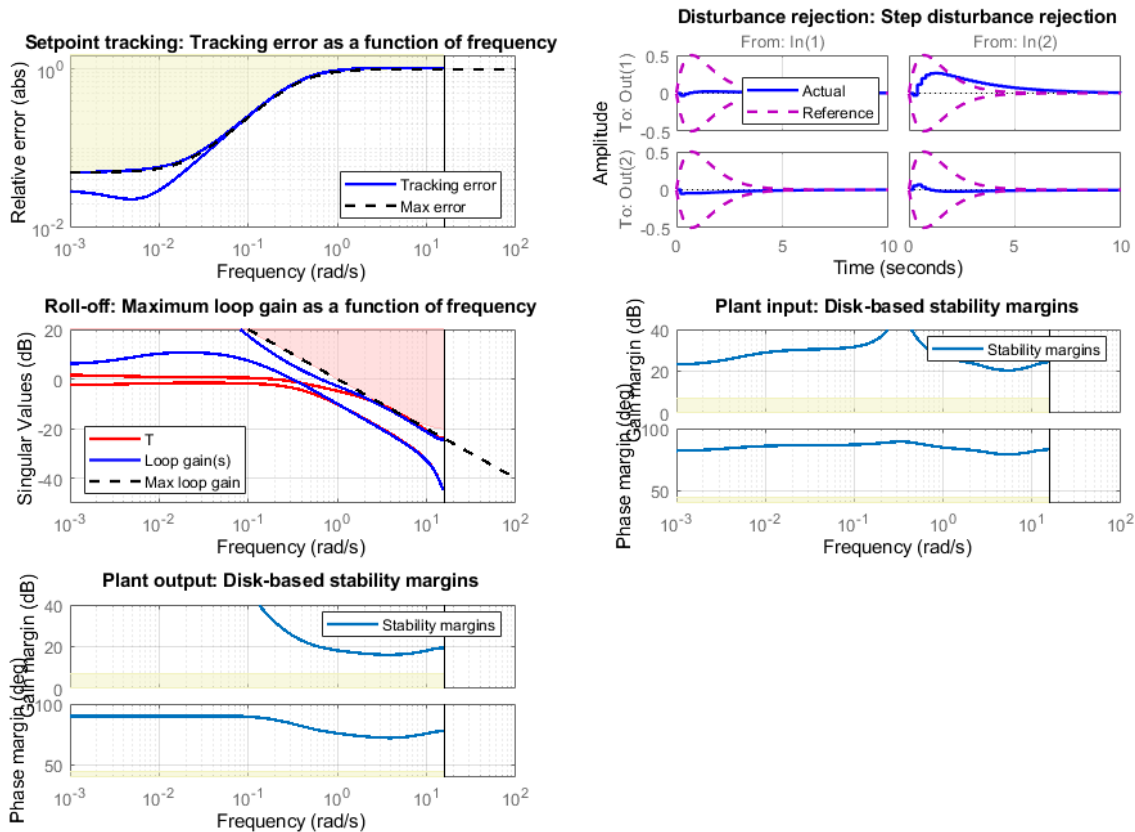 Setpoint tracking: Tracking error as a function of frequency
Relative error (abs)
10^0
10^-2
Tracking error
Max error
10^-3 10^-2 10^-1 10^0 10^1 10^2
Frequency (rad/s)
Disturbance rejection: Step disturbance rejection
From: In(1) From: In(2)
Amplitude
To: Out(1)
0.5
0
-0.5
Actual
Reference
To: Out(2)
0.5
0
-0.5
0 5 10 0 5 10
Time (seconds)
Roll-off: Maximum loop gain as a function of frequency
Singular Values (dB)
20
0
-20
-40
T
Loop gain(s)
Max loop gain
10^-3 10^-2 10^-1 10^0 10^1 10^2
Frequency (rad/s)
Plant input: Disk-based stability margins
Gain margin (dB)
40
20
0
Stability margins
Phase margin (deg)
100
50
10^-3 10^-2 10^-1 10^0 10^1 10^2
Frequency (rad/s)
Plant output: Disk-based stability margins
Gain margin (dB)
40
20
0
Stability margins
Phase margin (deg)
100
50
10^-3 10^-2 10^-1 10^0 10^1 10^2
Frequency (rad/s)